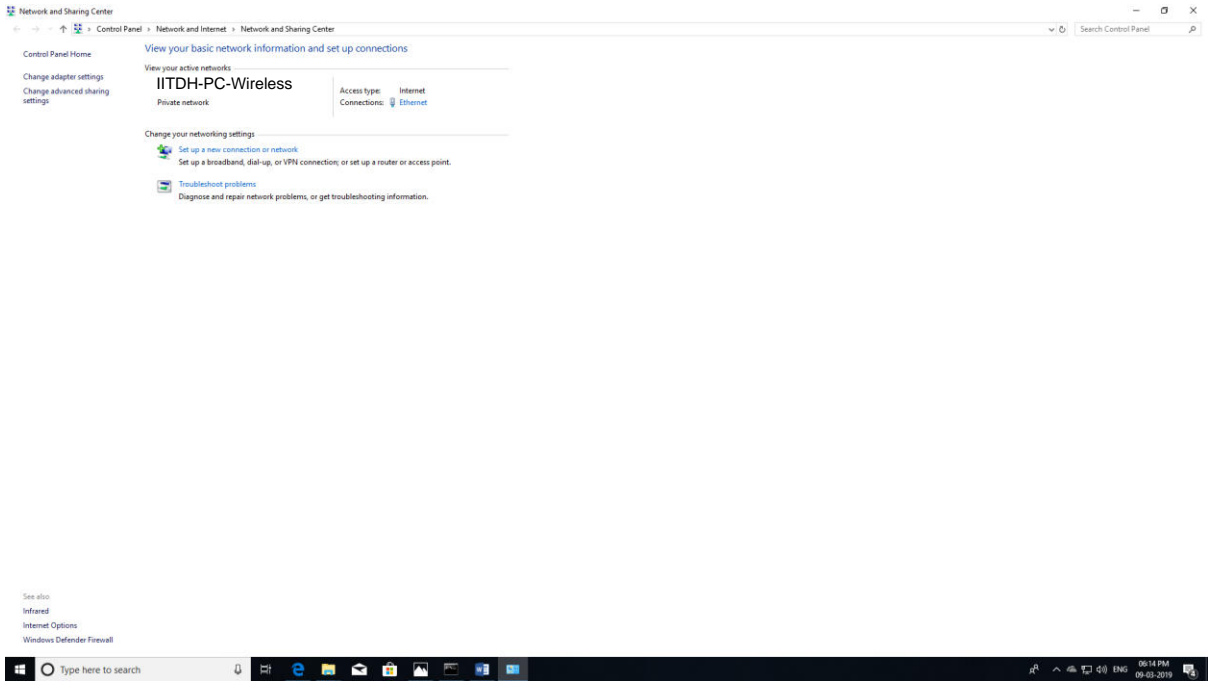 Network and Sharing Center
Control Panel › Network and Internet › Network and Sharing Center
Search Control Panel
Control Panel Home
Change adapter settings
Change advanced sharing
settings
View your basic network information and set up connections
View your active networks
IITDH-PC-Wireless
Private network
Access type: Internet
Connections: Ethernet
Change your networking settings
Set up a new connection or network
Set up a broadband, dial-up, or VPN connection; or set up a router or access point.
Troubleshoot problems
Diagnose and repair network problems, or get troubleshooting information.
See also
Infrared
Internet Options
Windows Defender Firewall
Type here to search
ENG
06:14 PM
09-03-2019